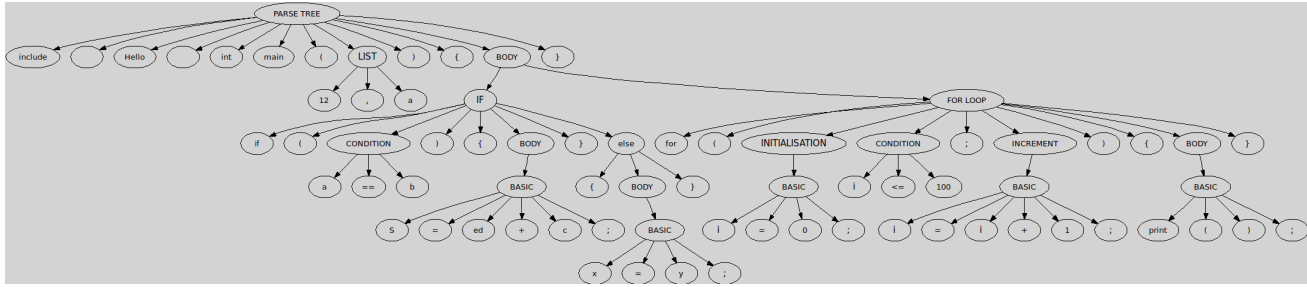 PARSE TREE
include Hello int main ( LIST ) { BODY }
12 , a IF FOR LOOP
if ( CONDITION ) { BODY } else for ( INITIALISATION CONDITION ; INCREMENT ) { BODY }
a == b BASIC { BODY } BASIC i <= 100 BASIC BASIC
S = ed + c ; BASIC i = 0 ; i = i + 1 ; print ( ) ;
x = y ;